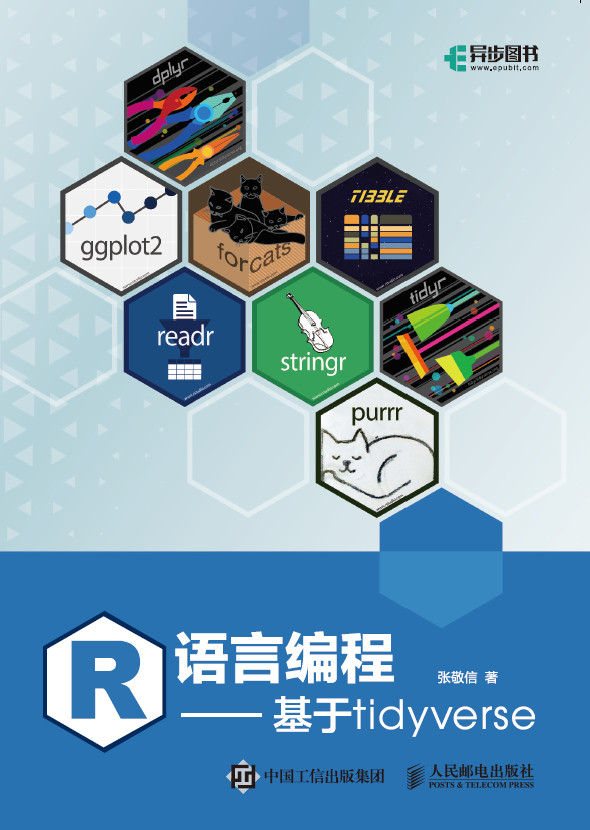 异步图书
www.epubit.com
dplyr
ggplot2
forcats
TIBBLE
readr
stringr
tidyr
purrr
R
语言编程
张敬信 著
——基于tidyverse
中国工信出版集团
人民邮电出版社
POSTS & TELECOM PRESS